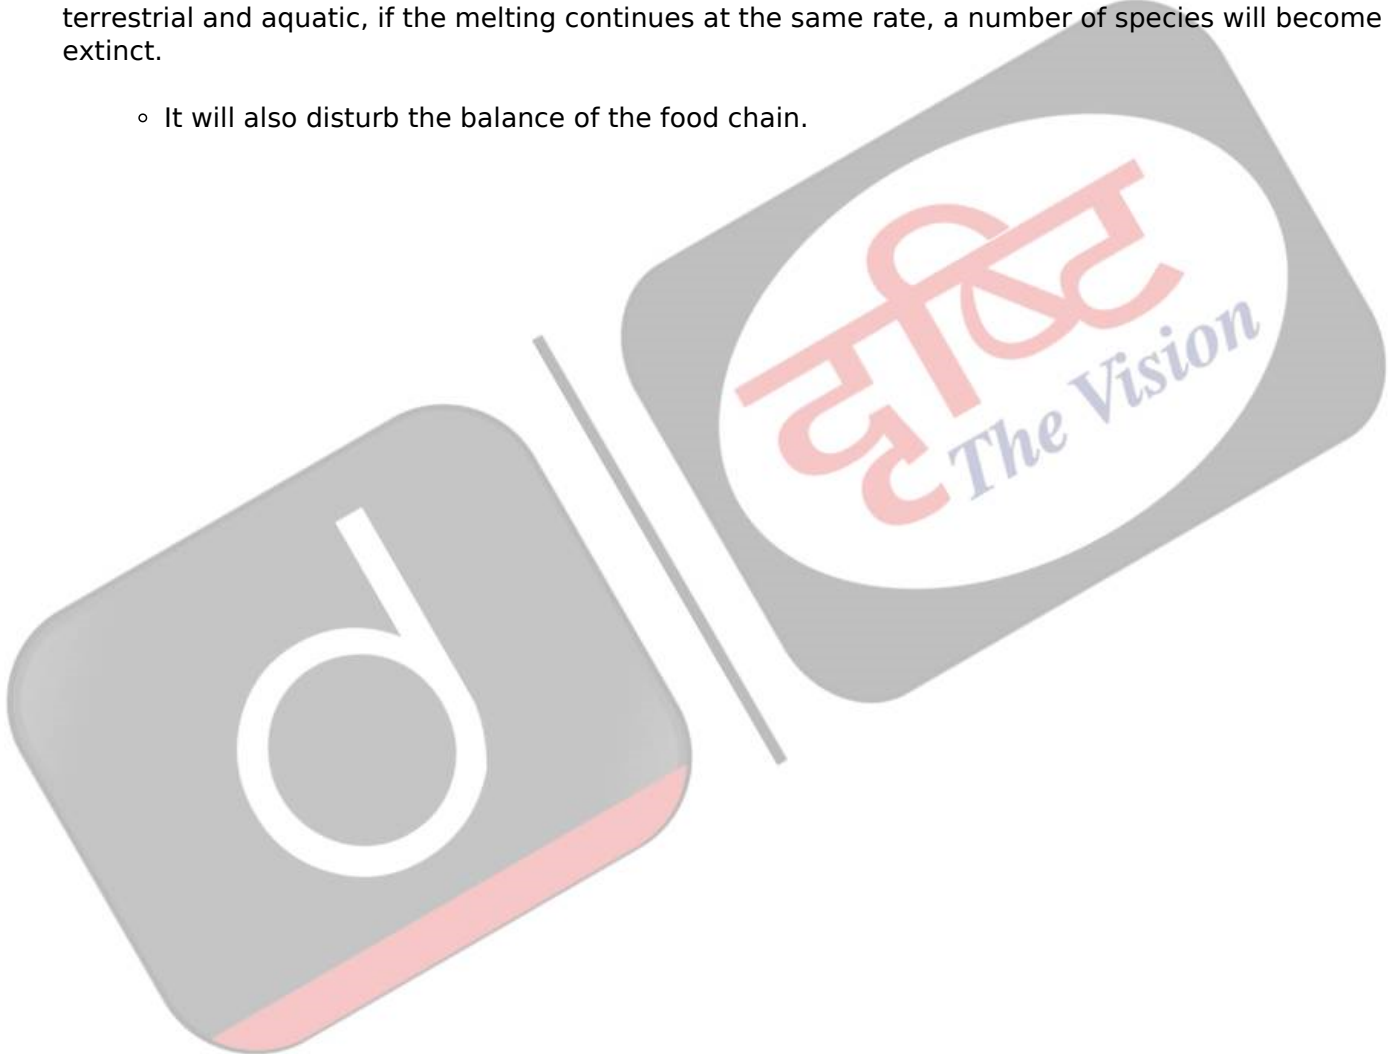 terrestrial and aquatic, if the melting continues at the same rate, a number of species will become
extinct.
It will also disturb the balance of the food chain.
दृष्टि
The Vision
d